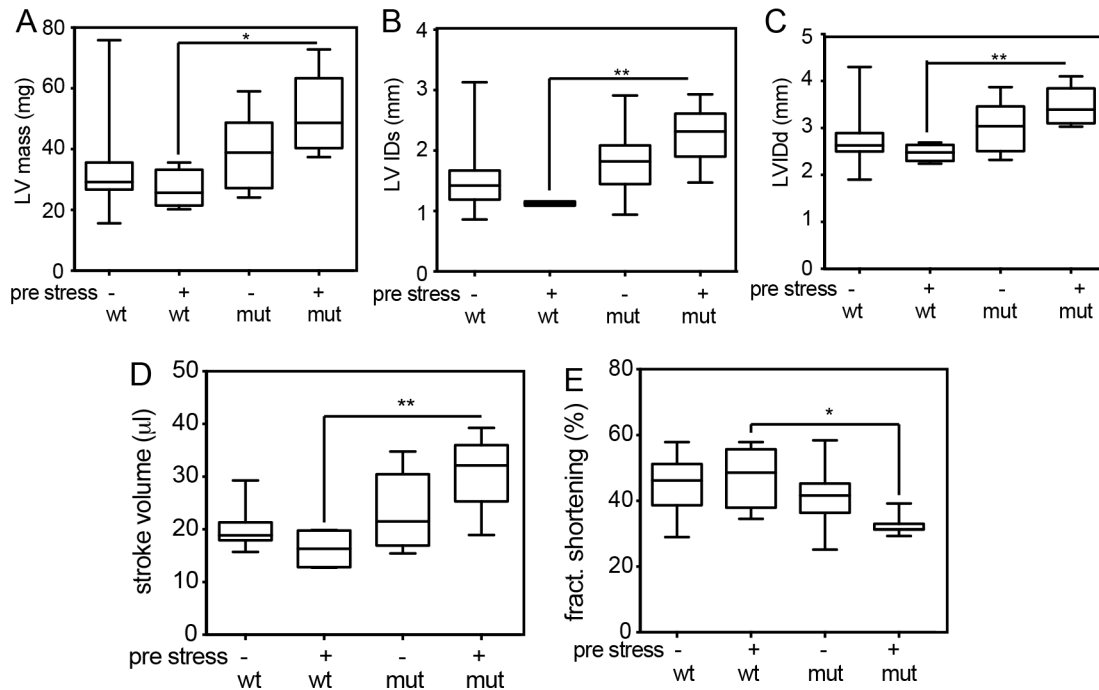 A
LV mass (mg)
80
60
40
20
0
*
pre stress - + - +
wt wt mut mut
B
LV IDs (mm)
4
3
2
1
0
**
pre stress - + - +
wt wt mut mut
C
LVIDd (mm)
5
4
3
2
1
0
**
pre stress - + - +
wt wt mut mut
D
stroke volume (µl)
50
40
30
20
10
0
**
pre stress - + - +
wt wt mut mut
E
fract. shortening (%)
80
60
40
20
0
*
pre stress - + - +
wt wt mut mut